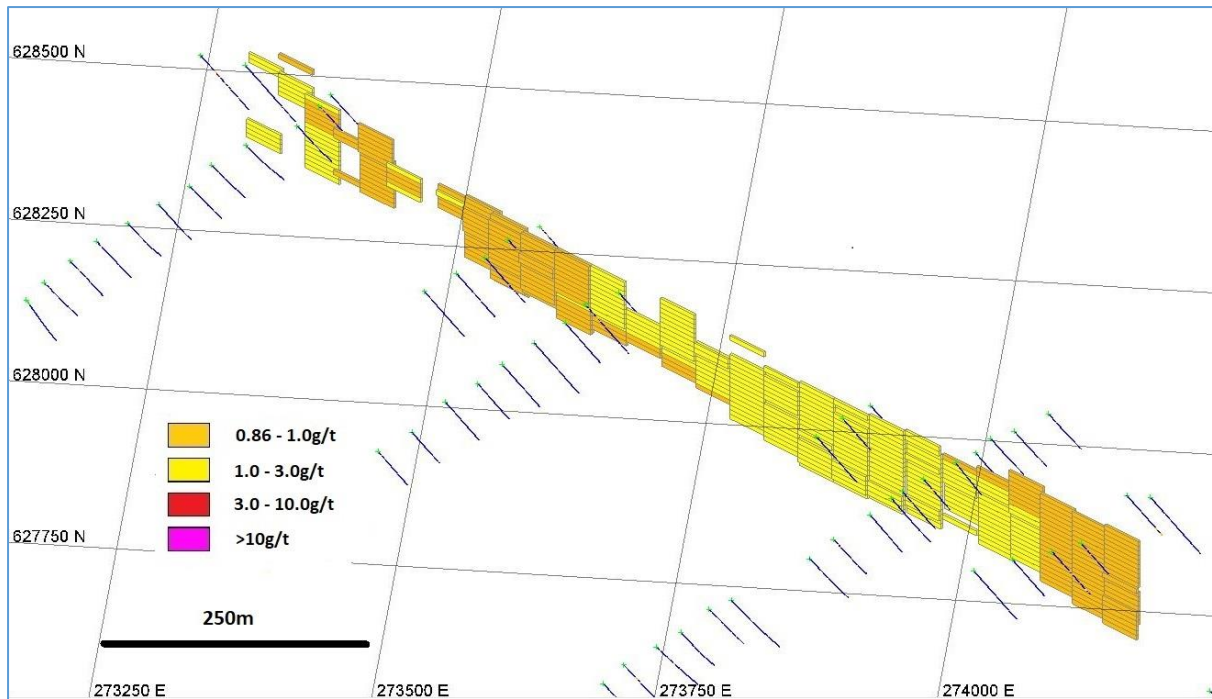 628500 N
628250 N
628000 N
0.86 - 1.0g/t
1.0 - 3.0g/t
3.0 - 10.0g/t
>10g/t
627750 N
250m
273250 E
273500 E
273750 E
274000 E